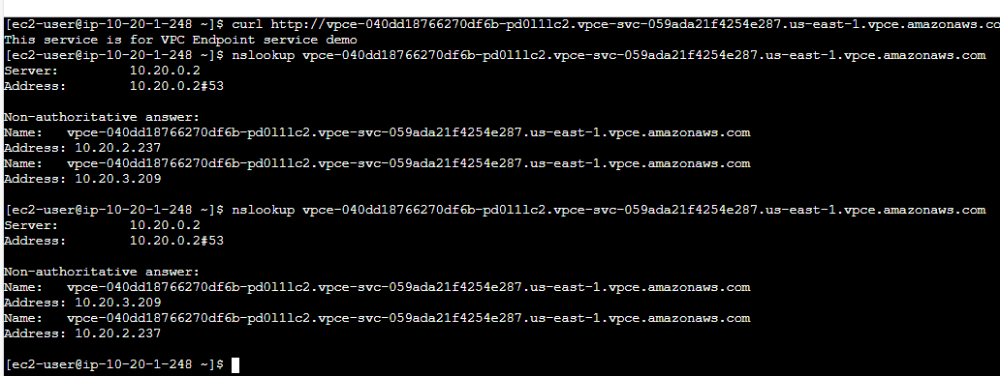 [ec2-user@ip-10-20-1-248 ~]$ curl http://vpce-040dd18766270df6b-pd0lllc2.vpce-svc-059ada21f4254e287.us-east-1.vpce.amazonaws.co
This service is for VPC Endpoint service demo
[ec2-user@ip-10-20-1-248 ~]$ nslookup vpce-040dd18766270df6b-pd0lllc2.vpce-svc-059ada21f4254e287.us-east-1.vpce.amazonaws.com
Server:         10.20.0.2
Address:        10.20.0.2#53
Non-authoritative answer:
Name:   vpce-040dd18766270df6b-pd0lllc2.vpce-svc-059ada21f4254e287.us-east-1.vpce.amazonaws.com
Address: 10.20.2.237
Name:   vpce-040dd18766270df6b-pd0lllc2.vpce-svc-059ada21f4254e287.us-east-1.vpce.amazonaws.com
Address: 10.20.3.209
[ec2-user@ip-10-20-1-248 ~]$ nslookup vpce-040dd18766270df6b-pd0lllc2.vpce-svc-059ada21f4254e287.us-east-1.vpce.amazonaws.com
Server:         10.20.0.2
Address:        10.20.0.2#53
Non-authoritative answer:
Name:   vpce-040dd18766270df6b-pd0lllc2.vpce-svc-059ada21f4254e287.us-east-1.vpce.amazonaws.com
Address: 10.20.3.209
Name:   vpce-040dd18766270df6b-pd0lllc2.vpce-svc-059ada21f4254e287.us-east-1.vpce.amazonaws.com
Address: 10.20.2.237
[ec2-user@ip-10-20-1-248 ~]$